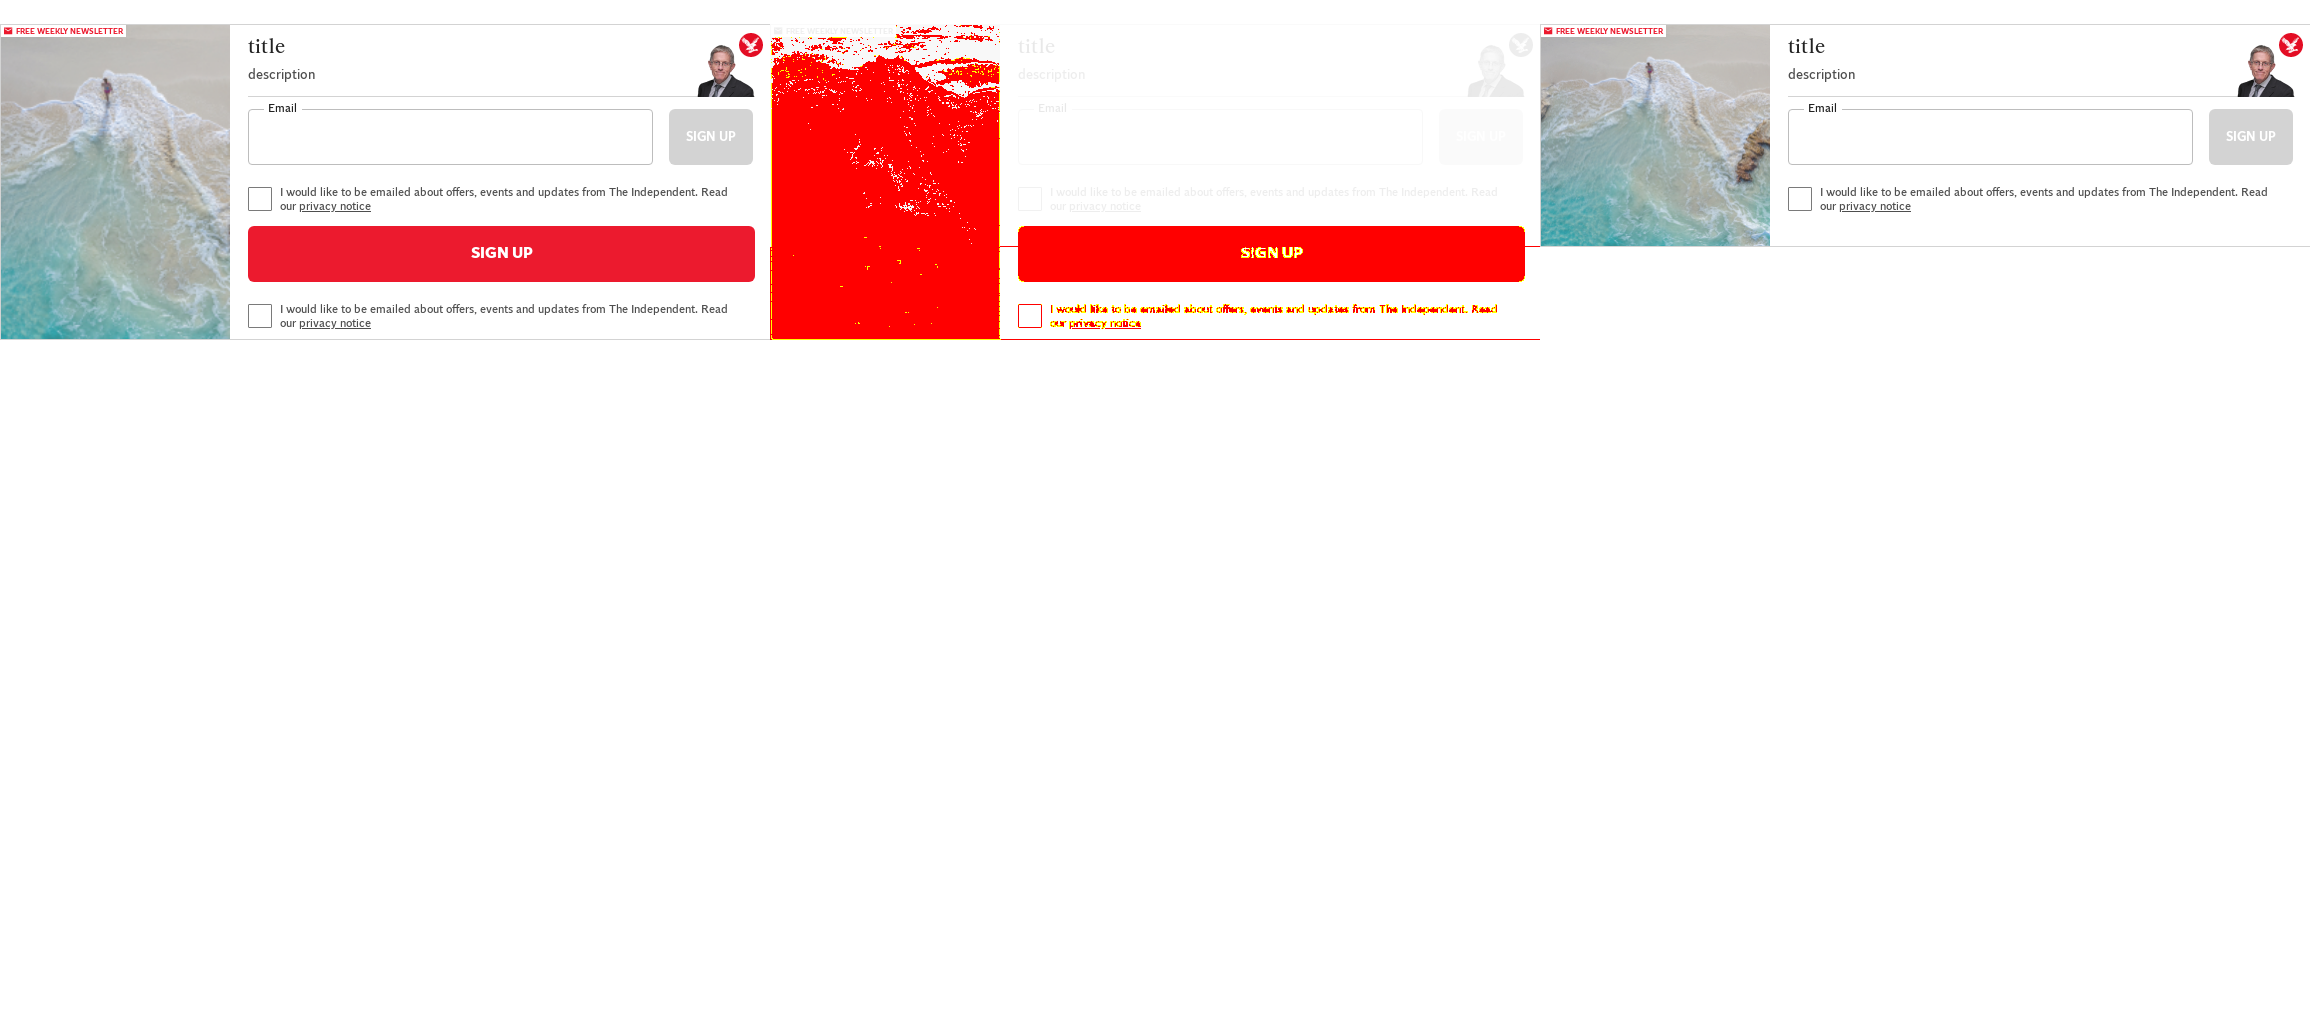 FREE WEEKLY NEWSLETTER
title
description
Email
SIGN UP
I would like to be emailed about offers, events and updates from The Independent. Read
our privacy notice
SIGN UP
I would like to be emailed about offers, events and updates from The Independent. Read
our privacy notice
FREE WEEKLY NEWSLETTER
title
description
Email
SIGN UP
I would like to be emailed about offers, events and updates from The Independent. Read
our privacy notice
SIGN UP
I would like to be emailed about offers, events and updates from The Independent. Read
our privacy notice
FREE WEEKLY NEWSLETTER
title
description
Email
SIGN UP
I would like to be emailed about offers, events and updates from The Independent. Read
our privacy notice